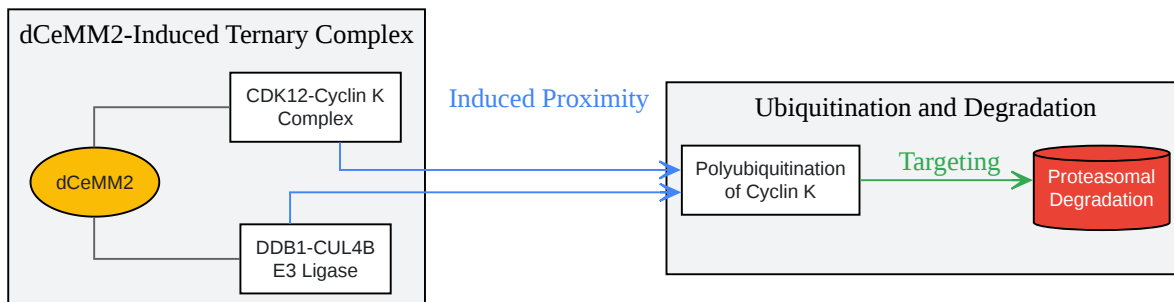 dCeMM2-Induced Ternary Complex
CDK12-Cyclin K
Complex
dCeMM2
DDB1-CUL4B
E3 Ligase
Induced Proximity
Ubiquitination and Degradation
Polyubiquitination
of Cyclin K
Targeting
Proteasomal
Degradation